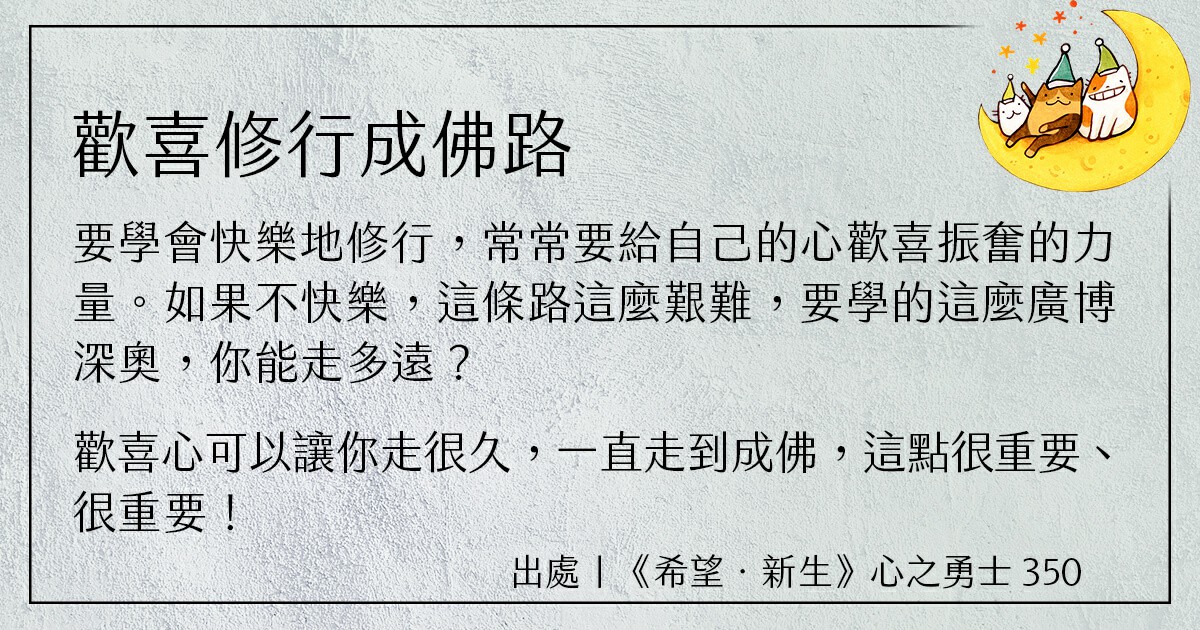 歡喜修行成佛路
要學會快樂地修行，常常要給自己的心歡喜振奮的力
量。如果不快樂，這條路這麼艱難，要學的這麼廣博
深奧，你能走多遠？
歡喜心可以讓你走很久，一直走到成佛，這點很重要、
很重要！
出處｜《希望．新生》心之勇士 350